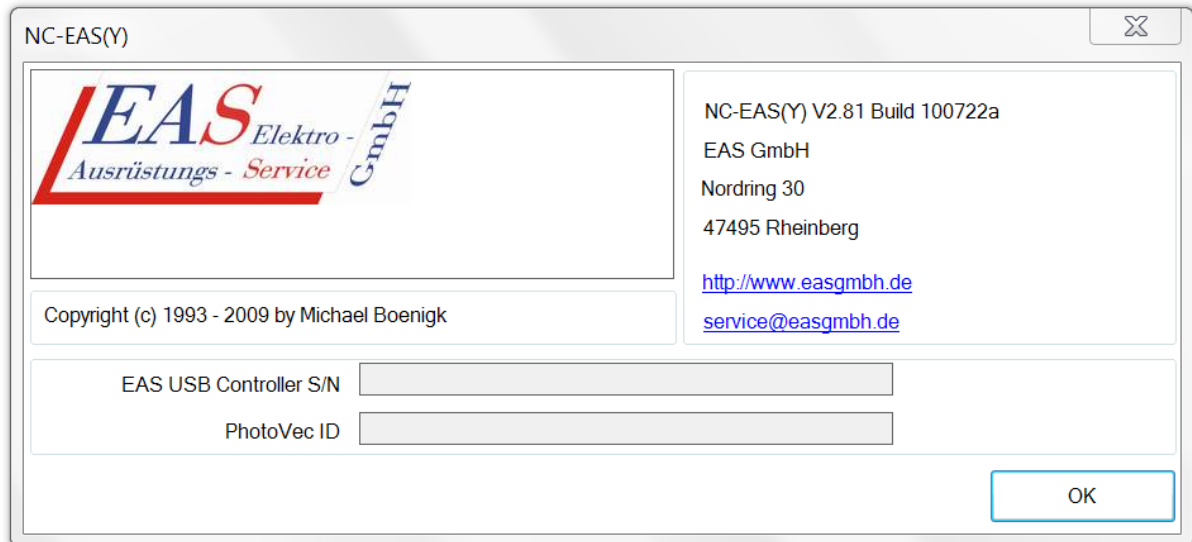 NC-EAS(Y)
EAS Elektro -
Ausrüstungs - Service
GmbH
NC-EAS(Y) V2.81 Build 100722a
EAS GmbH
Nordring 30
47495 Rheinberg
http://www.easgmbh.de
service@easgmbh.de
Copyright (c) 1993 - 2009 by Michael Boenigk
EAS USB Controller S/N
PhotoVec ID
OK